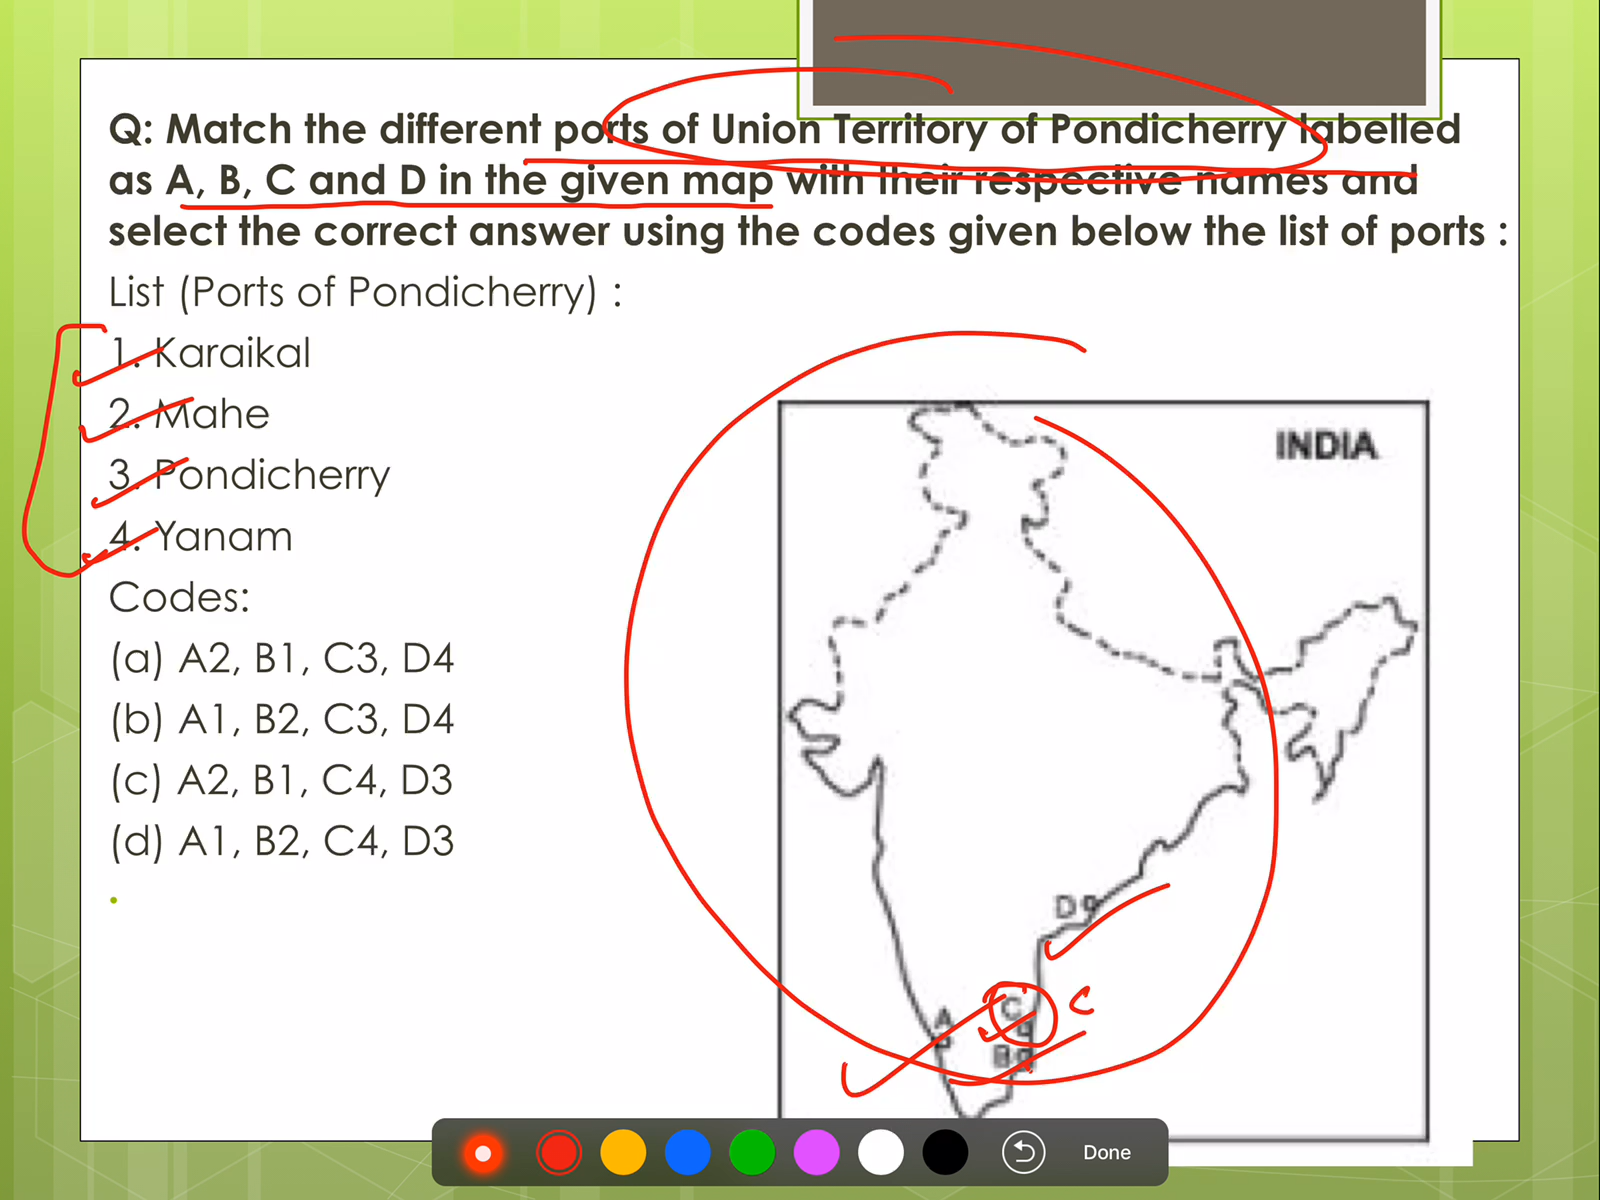 Q: Match the different ports of Union Territory of Pondicherry labelled
as A, B, C and D in the given map with their respective names and
select the correct answer using the codes given below the list of ports :
List (Ports of Pondicherry) :
1. Karaikal
2. Mahe
3. Pondicherry
4. Yanam
Codes:
(a) A2, B1, C3, D4
(b) A1, B2, C3, D4
(c) A2, B1, C4, D3
(d) A1, B2, C4, D3
INDIA
D
C
C
A
B
Done